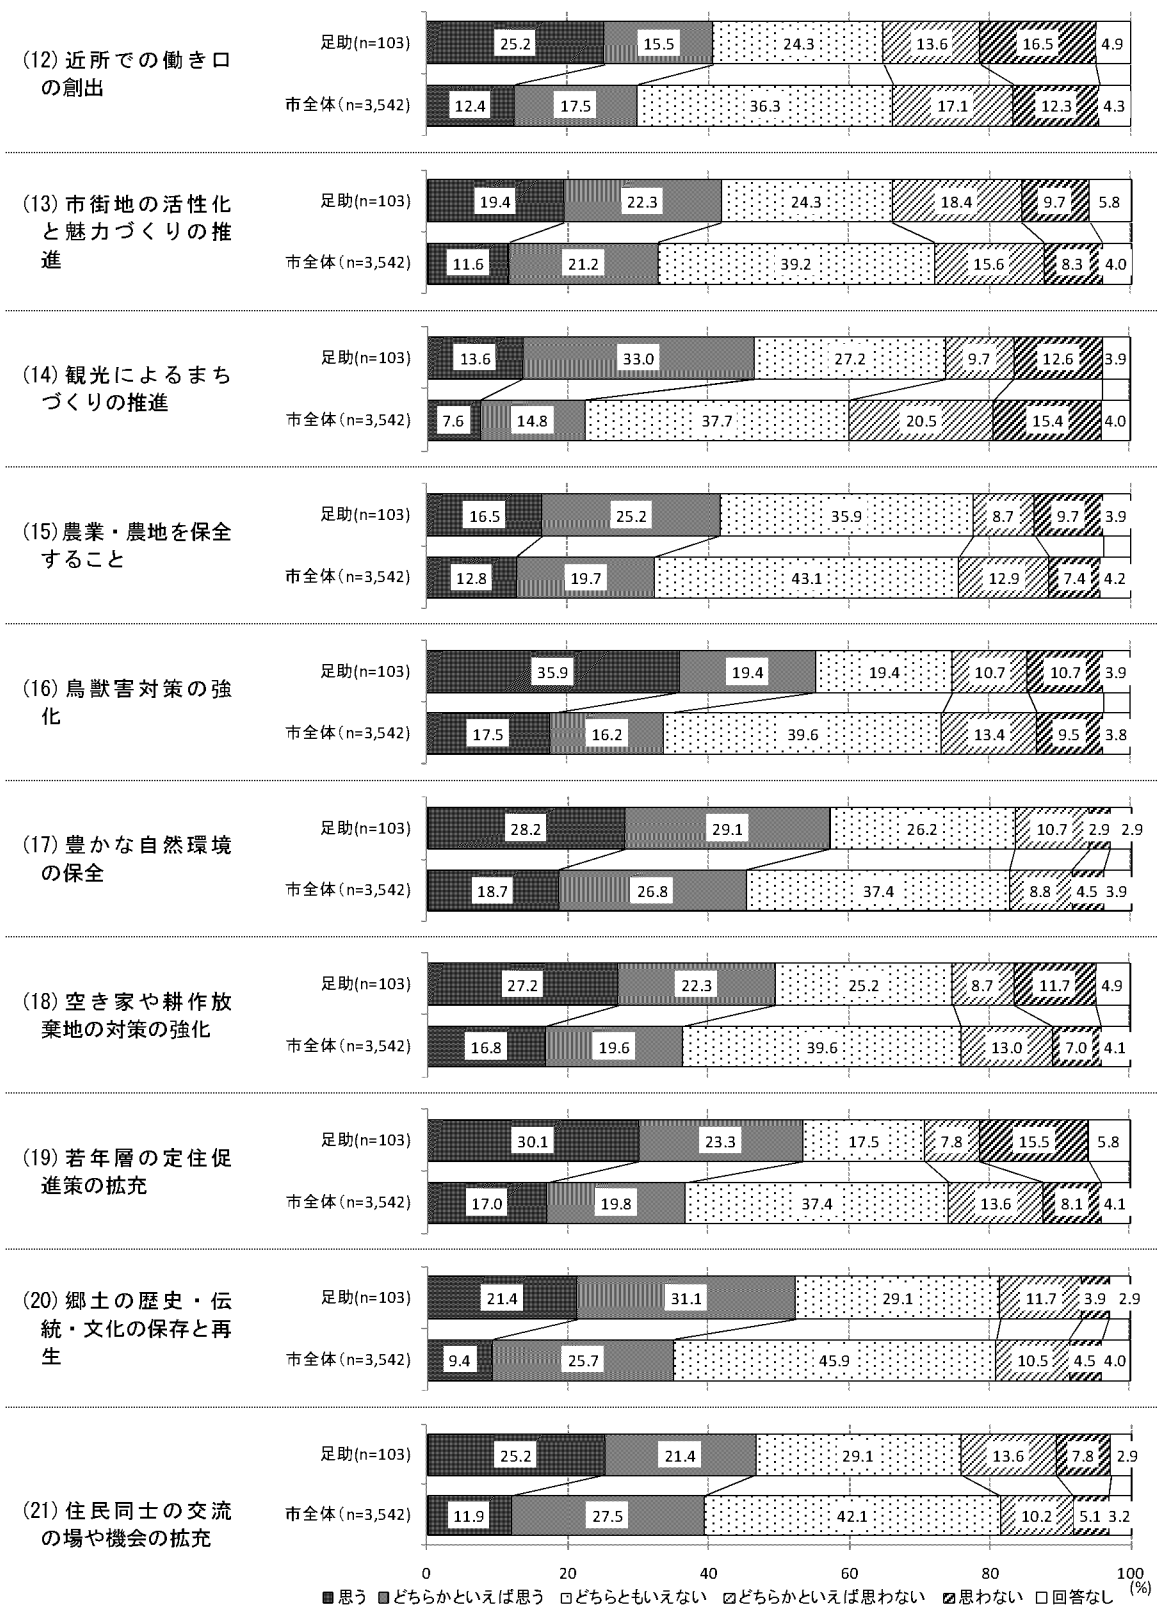 (12) 近所での働き口
の創出
足助(n=103)
25.2 15.5 24.3 13.6 16.5 4.9
市全体(n=3,542)
12.4 17.5 36.3 17.1 12.3 4.3
(13) 市街地の活性化
と魅力づくりの推
進
足助(n=103)
19.4 22.3 24.3 18.4 9.7 5.8
市全体(n=3,542)
11.6 21.2 39.2 15.6 8.3 4.0
(14) 観光によるまち
づくりの推進
足助(n=103)
13.6 33.0 27.2 9.7 12.6 3.9
市全体(n=3,542)
7.6 14.8 37.7 20.5 15.4 4.0
(15) 農業・農地を保全
すること
足助(n=103)
16.5 25.2 35.9 8.7 9.7 3.9
市全体(n=3,542)
12.8 19.7 43.1 12.9 7.4 4.2
(16) 鳥獣害対策の強
化
足助(n=103)
35.9 19.4 19.4 10.7 10.7 3.9
市全体(n=3,542)
17.5 16.2 39.6 13.4 9.5 3.8
(17) 豊かな自然環境
の保全
足助(n=103)
28.2 29.1 26.2 10.7 2.9 2.9
市全体(n=3,542)
18.7 26.8 37.4 8.8 4.5 3.9
(18) 空き家や耕作放
棄地の対策の強化
足助(n=103)
27.2 22.3 25.2 8.7 11.7 4.9
市全体(n=3,542)
16.8 19.6 39.6 13.0 7.0 4.1
(19) 若年層の定住促
進策の拡充
足助(n=103)
30.1 23.3 17.5 7.8 15.5 5.8
市全体(n=3,542)
17.0 19.8 37.4 13.6 8.1 4.1
(20) 郷土の歴史・伝
統・文化の保存と再
生
足助(n=103)
21.4 31.1 29.1 11.7 3.9 2.9
市全体(n=3,542)
9.4 25.7 45.9 10.5 4.5 4.0
(21) 住民同士の交流
の場や機会の拡充
足助(n=103)
25.2 21.4 29.1 13.6 7.8 2.9
市全体(n=3,542)
11.9 27.5 42.1 10.2 5.1 3.2
0 20 40 60 80 100
(%)
思う どちらかといえば思う どちらともいえない どちらかといえば思わない 思わない 回答なし